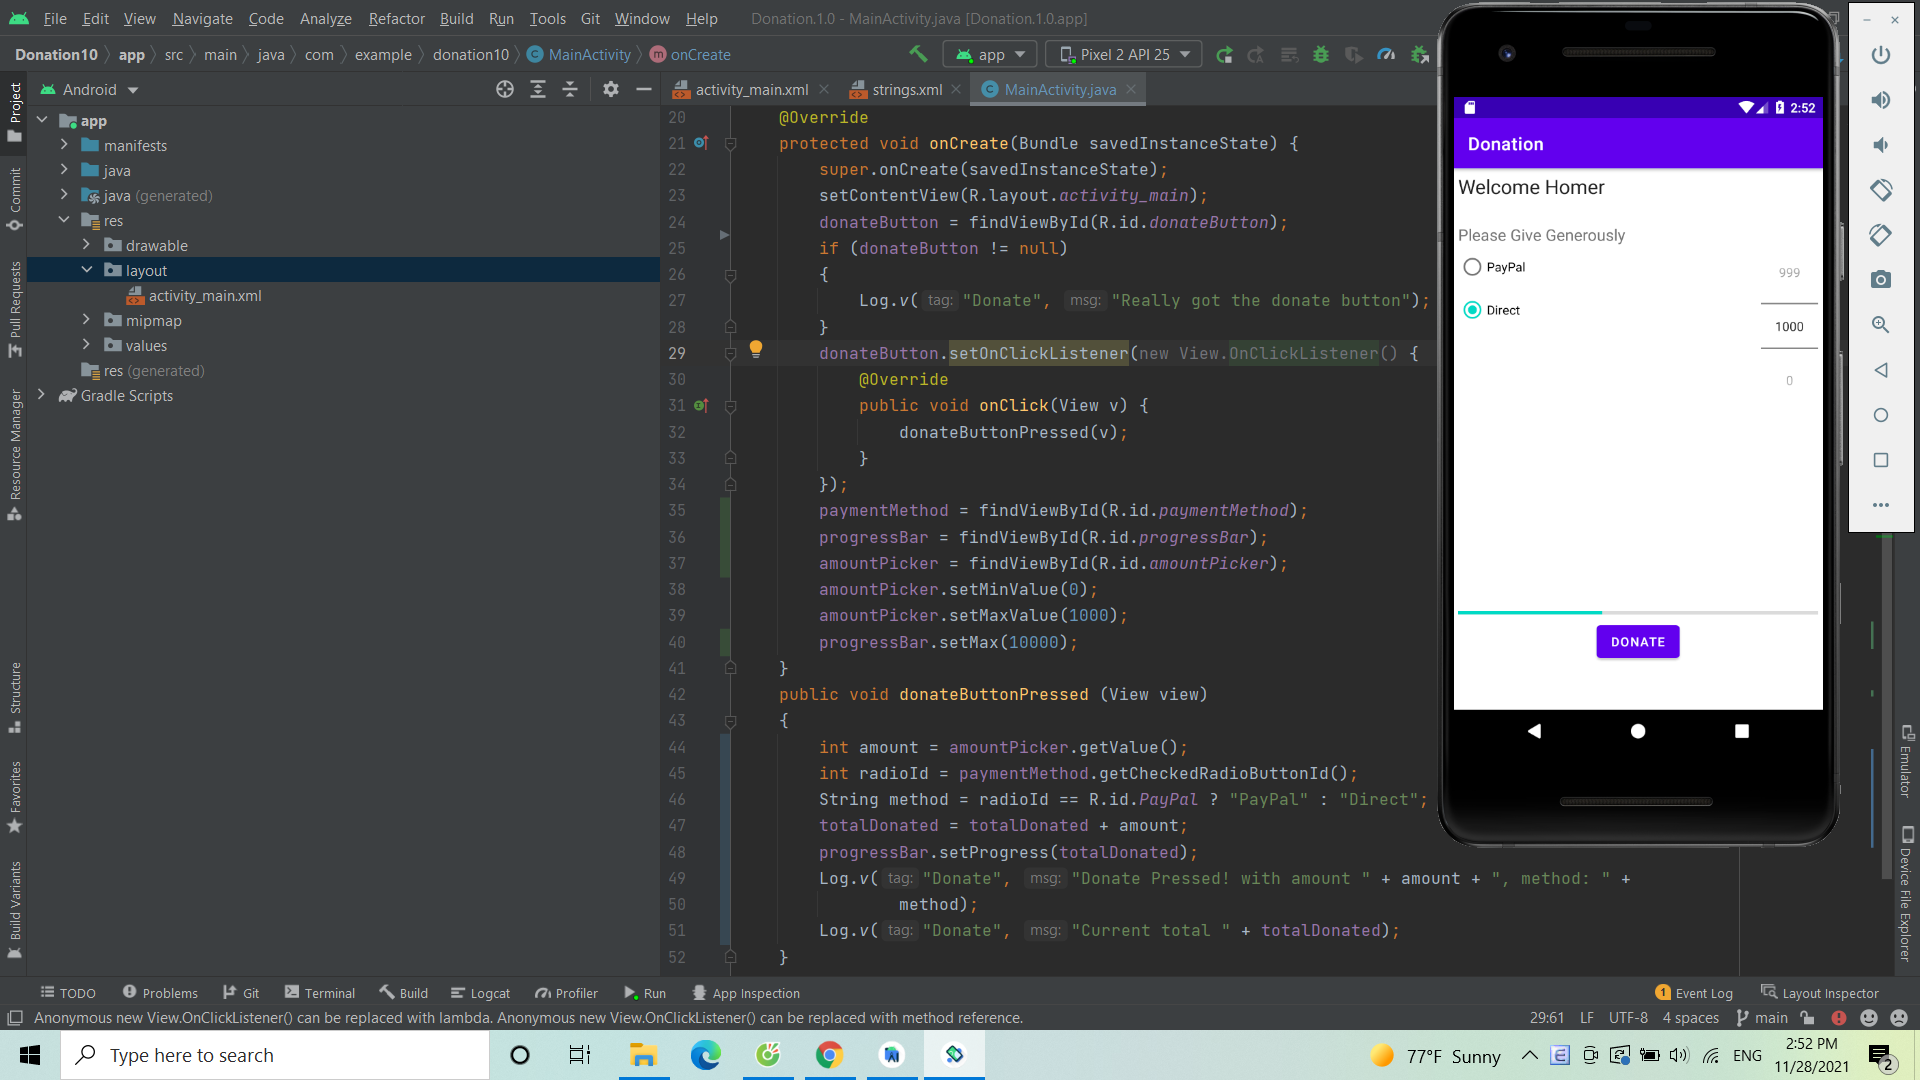 File Edit View Navigate Code Analyze Refactor Build Run Tools Git Window Help Donation.1.0 - MainActivity.java [Donation.1.0.app]
Donation10 app src main java com example donation10 MainActivity onCreate app Pixel 2 API 25
Android
activity_main.xml strings.xml MainActivity.java
Project
Commit
Pull Requests
Resource Manager
Structure
Favorites
Build Variants
app
manifests
java
java (generated)
res
drawable
layout
activity_main.xml
mipmap
values
res (generated)
Gradle Scripts
20 @Override
21 protected void onCreate(Bundle savedInstanceState) {
22 super.onCreate(savedInstanceState);
23 setContentView(R.layout.activity_main);
24 donateButton = findViewById(R.id.donateButton);
25 if (donateButton != null)
26 {
27 Log.v( tag: "Donate", msg: "Really got the donate button");
28 }
29 donateButton.setOnClickListener(new View.OnClickListener() {
30 @Override
31 public void onClick(View v) {
32 donateButtonPressed(v);
33 }
34 });
35 paymentMethod = findViewById(R.id.paymentMethod);
36 progressBar = findViewById(R.id.progressBar);
37 amountPicker = findViewById(R.id.amountPicker);
38 amountPicker.setMinValue(0);
39 amountPicker.setMaxValue(1000);
40 progressBar.setMax(10000);
41 }
42 public void donateButtonPressed (View view)
43 {
44 int amount = amountPicker.getValue();
45 int radioId = paymentMethod.getCheckedRadioButtonId();
46 String method = radioId == R.id.PayPal ? "PayPal" : "Direct";
47 totalDonated = totalDonated + amount;
48 progressBar.setProgress(totalDonated);
49 Log.v( tag: "Donate", msg: "Donate Pressed! with amount " + amount + ", method: " +
50 method);
51 Log.v( tag: "Donate", msg: "Current total " + totalDonated);
52 }
2:52
Donation
Welcome Homer
Please Give Generously
PayPal
Direct
999
1000
0
DONATE
Emulator
Device File Explorer
TODO Problems Git Terminal Build Logcat Profiler Run App Inspection 1 Event Log Layout Inspector
Anonymous new View.OnClickListener() can be replaced with lambda. Anonymous new View.OnClickListener() can be replaced with method reference. 29:61 LF UTF-8 4 spaces main
Type here to search
77°F Sunny
ENG
2:52 PM
11/28/2021
2